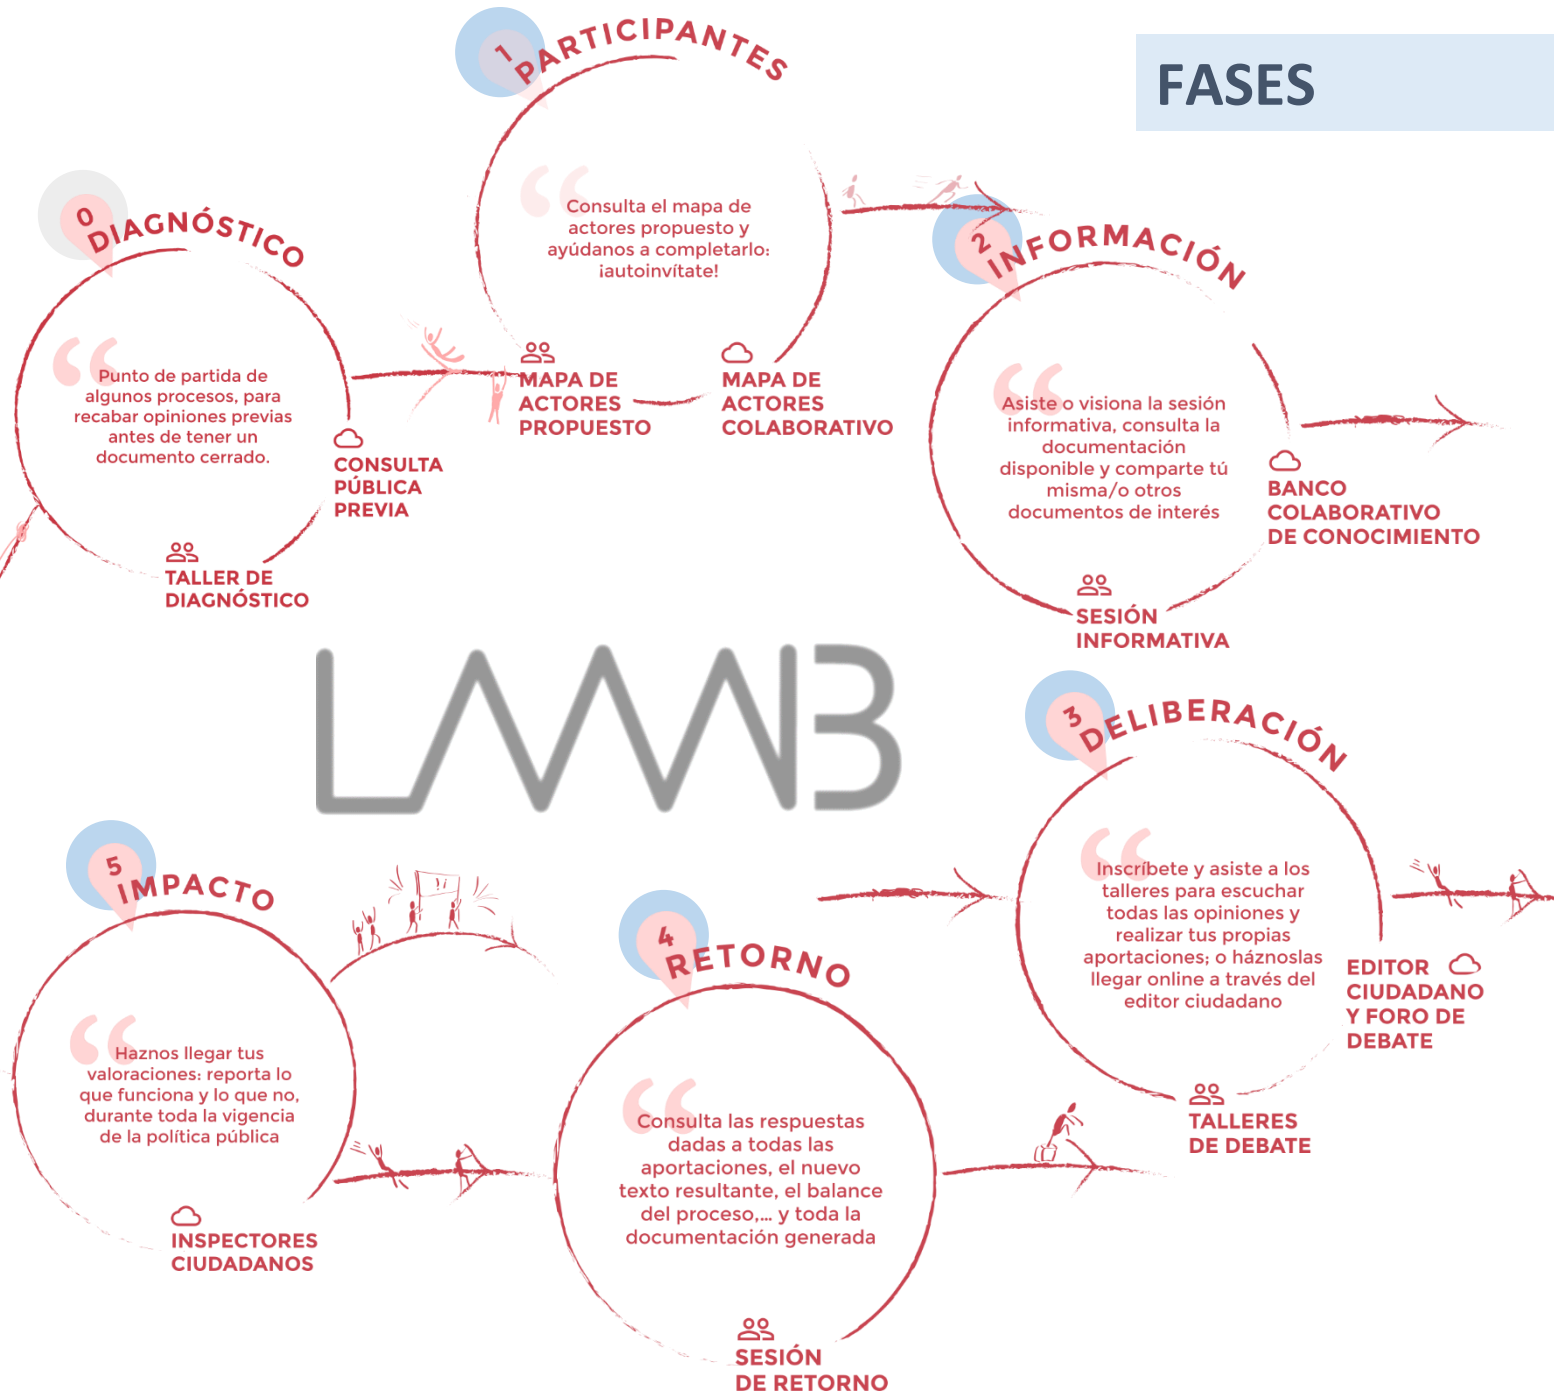 FASES
0
DIAGNÓSTICO
Punto de partida de
algunos procesos, para
recabar opiniones previas
antes de tener un
documento cerrado.
CONSULTA
PÚBLICA
PREVIA
TALLER DE
DIAGNÓSTICO
1
PARTICIPANTES
Consulta el mapa de
actores propuesto y
ayúdanos a completarlo:
¡autoinvítate!
MAPA DE
ACTORES
PROPUESTO
MAPA DE
ACTORES
COLABORATIVO
2
INFORMACIÓN
Asiste o visiona la sesión
informativa, consulta la
documentación
disponible y comparte tú
misma/o otros
documentos de interés
BANCO
COLABORATIVO
DE CONOCIMIENTO
SESIÓN
INFORMATIVA
LAAAB
3
DELIBERACIÓN
Inscríbete y asiste a los
talleres para escuchar
todas las opiniones y
realizar tus propias
aportaciones; o háznoslas
llegar online a través del
editor ciudadano
EDITOR
CIUDADANO
Y FORO DE
DEBATE
TALLERES
DE DEBATE
4
RETORNO
Consulta las respuestas
dadas a todas las
aportaciones, el nuevo
texto resultante, el balance
del proceso,... y toda la
documentación generada
SESIÓN
DE RETORNO
5
IMPACTO
Haznos llegar tus
valoraciones: reporta lo
que funciona y lo que no,
durante toda la vigencia
de la política pública
INSPECTORES
CIUDADANOS
!!